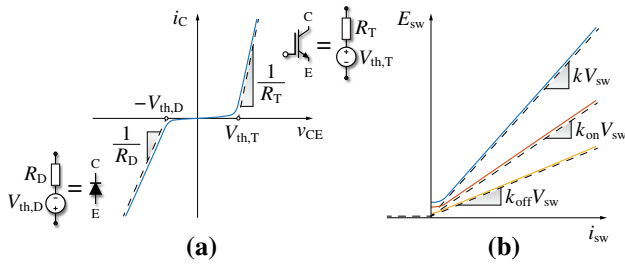 i_C
C
E
=
R_T
V_th,T
1/R_T
−V_th,D
V_th,T
v_CE
1/R_D
R_D
V_th,D
=
C
E
(a)
E_sw
kV_sw
k_on V_sw
k_off V_sw
i_sw
(b)